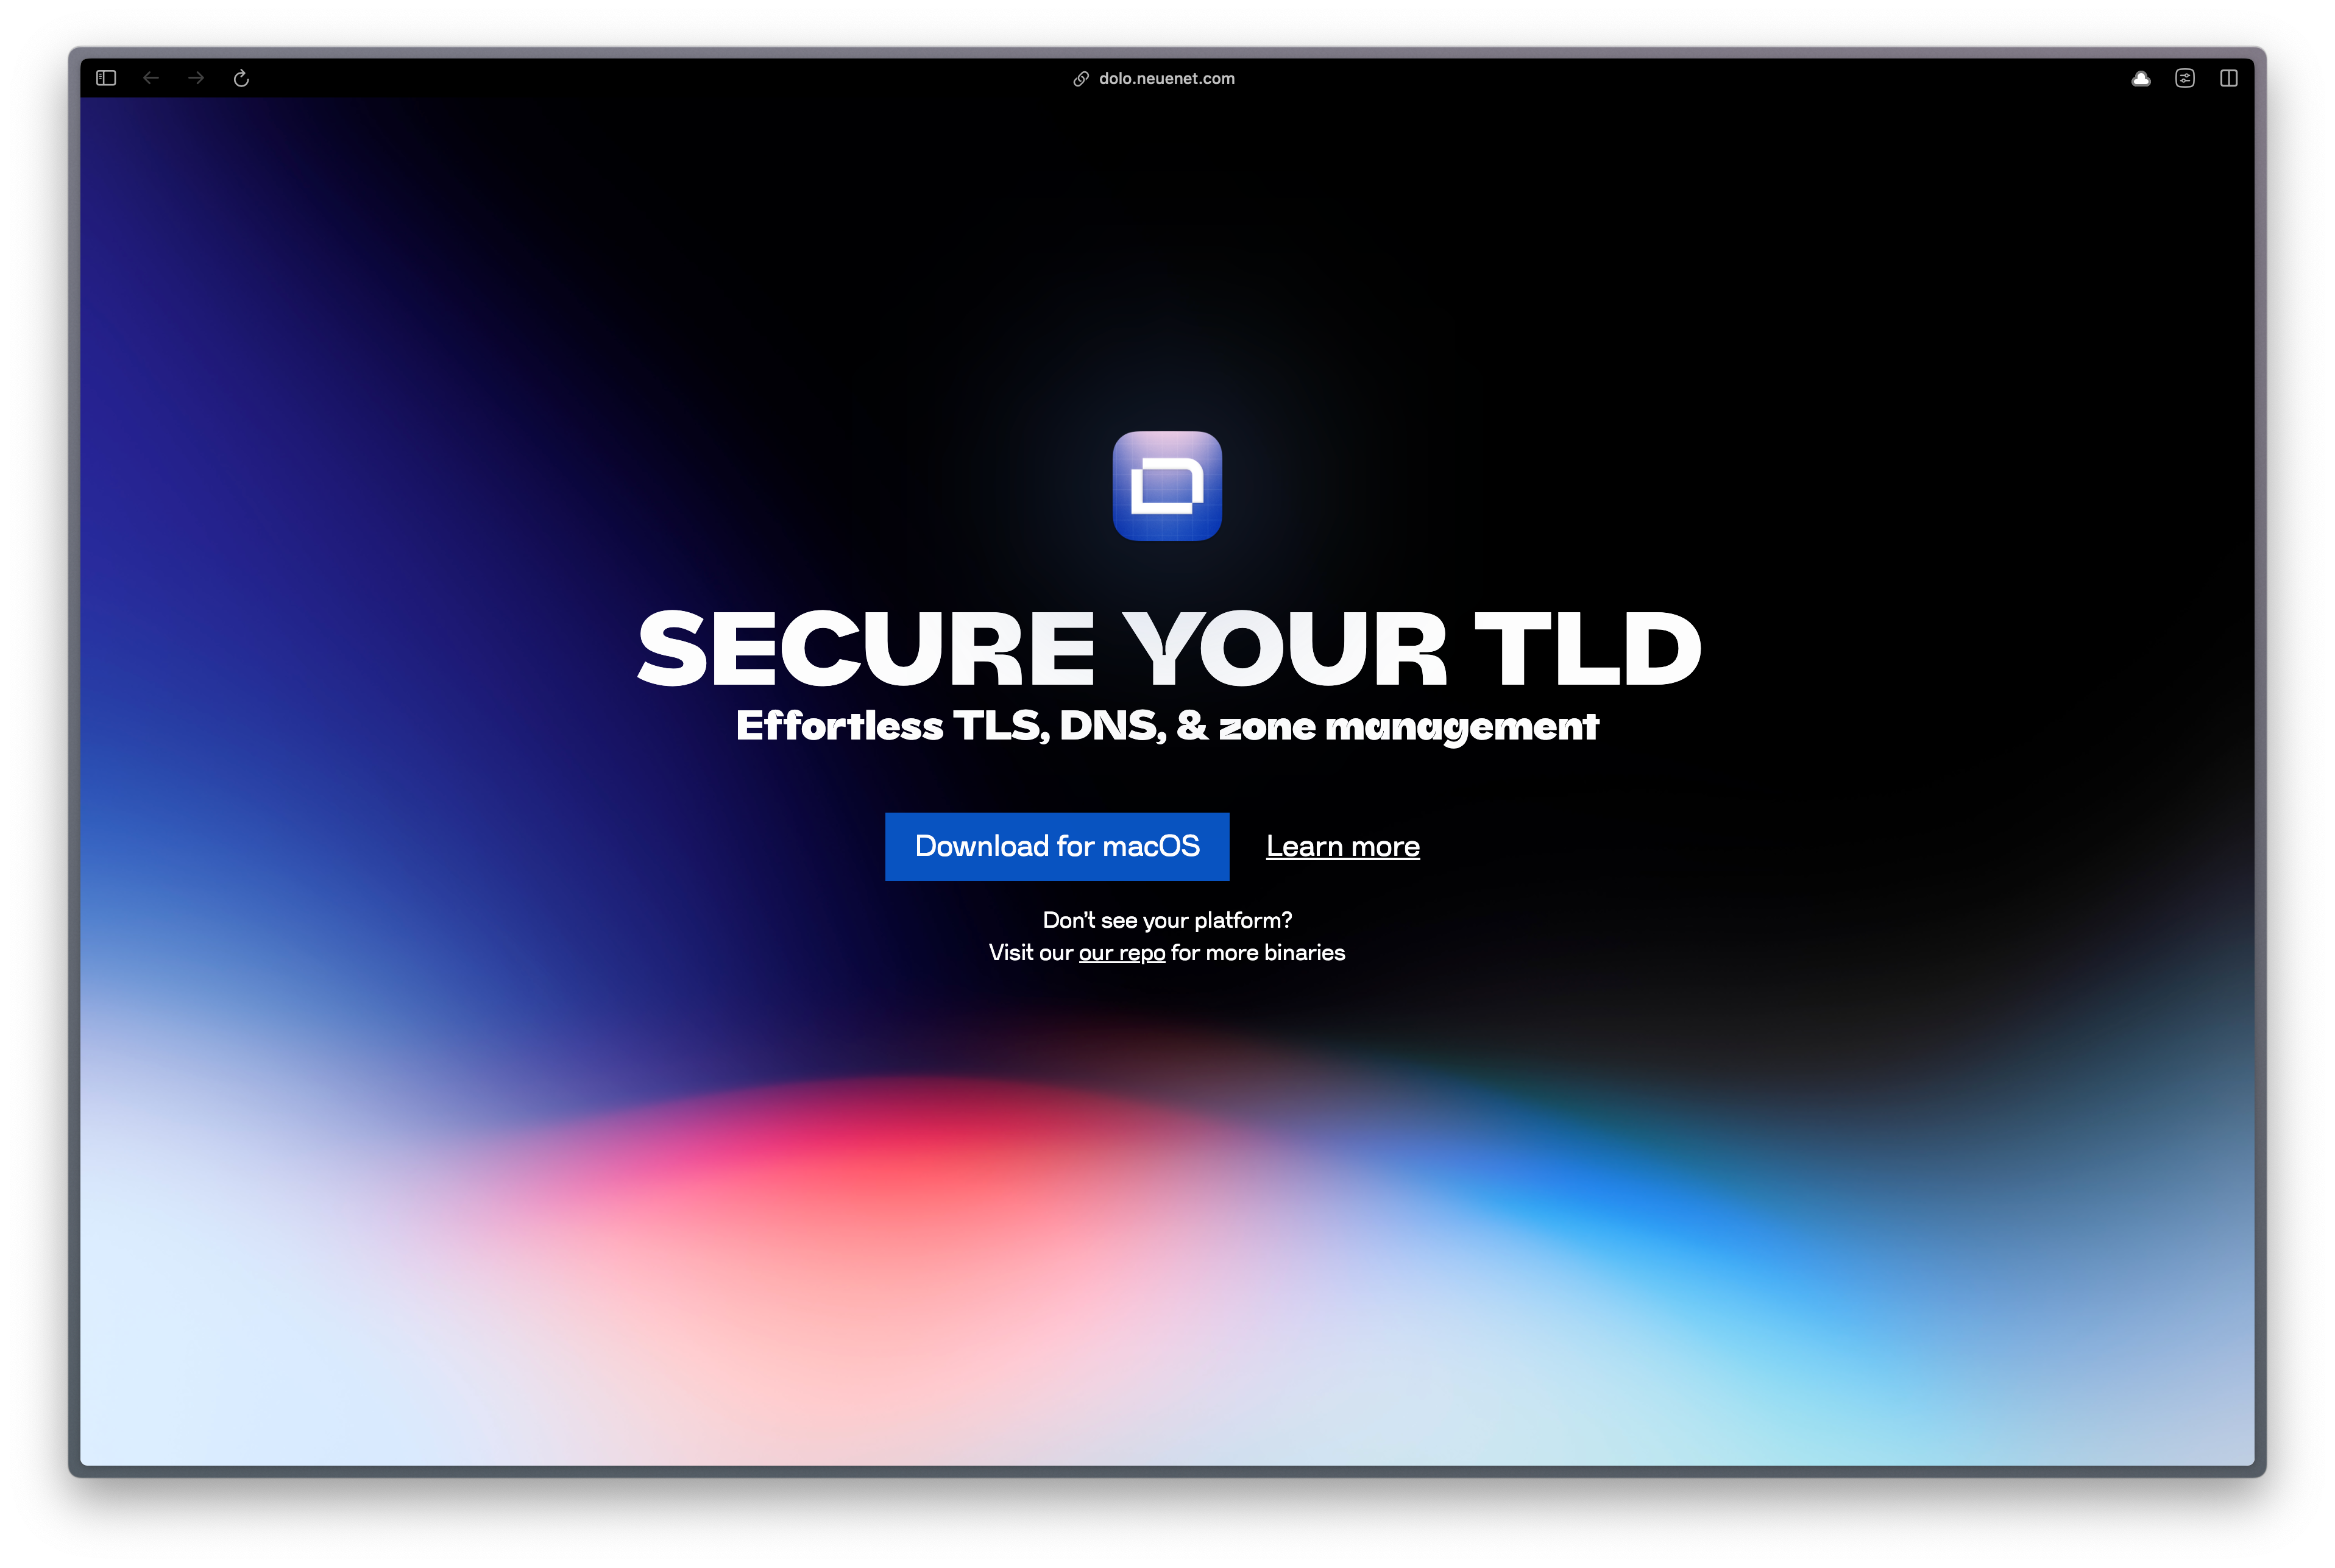 dolo.neuenet.com
SECURE YOUR TLD
Effortless TLS, DNS, & zone management
Download for macOS Learn more
Don’t see your platform?
Visit our our repo for more binaries